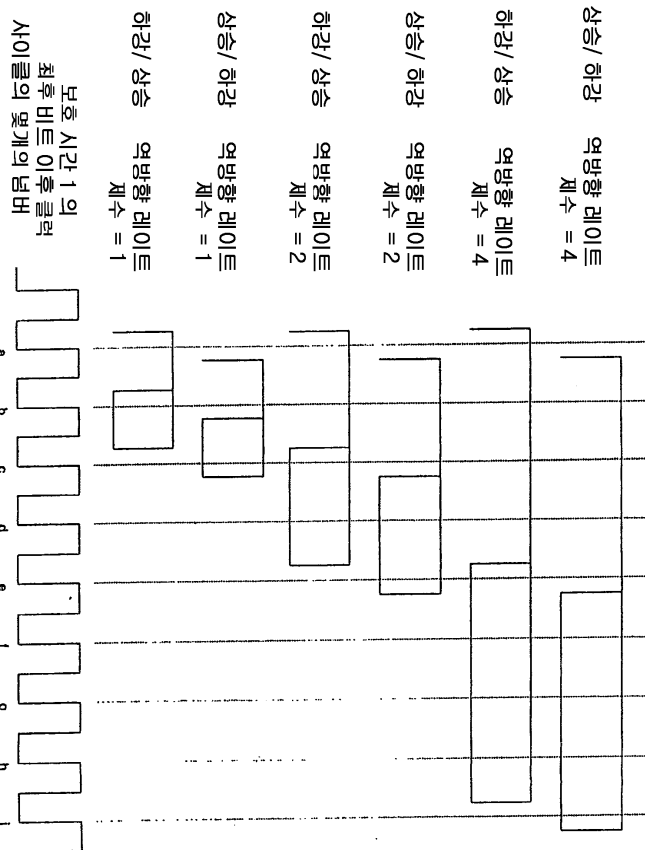 상승/ 하강 역방향 레이트
제수 = 4
하강/ 상승 역방향 레이트
제수 = 4
상승/ 하강 역방향 레이트
제수 = 2
하강/ 상승 역방향 레이트
제수 = 2
상승/ 하강 역방향 레이트
제수 = 1
하강/ 상승 역방향 레이트
제수 = 1
보호 시간 1 의
최후 비트 이후 클럭
사이클의 몇개의 넘버
a b c d e f g h i